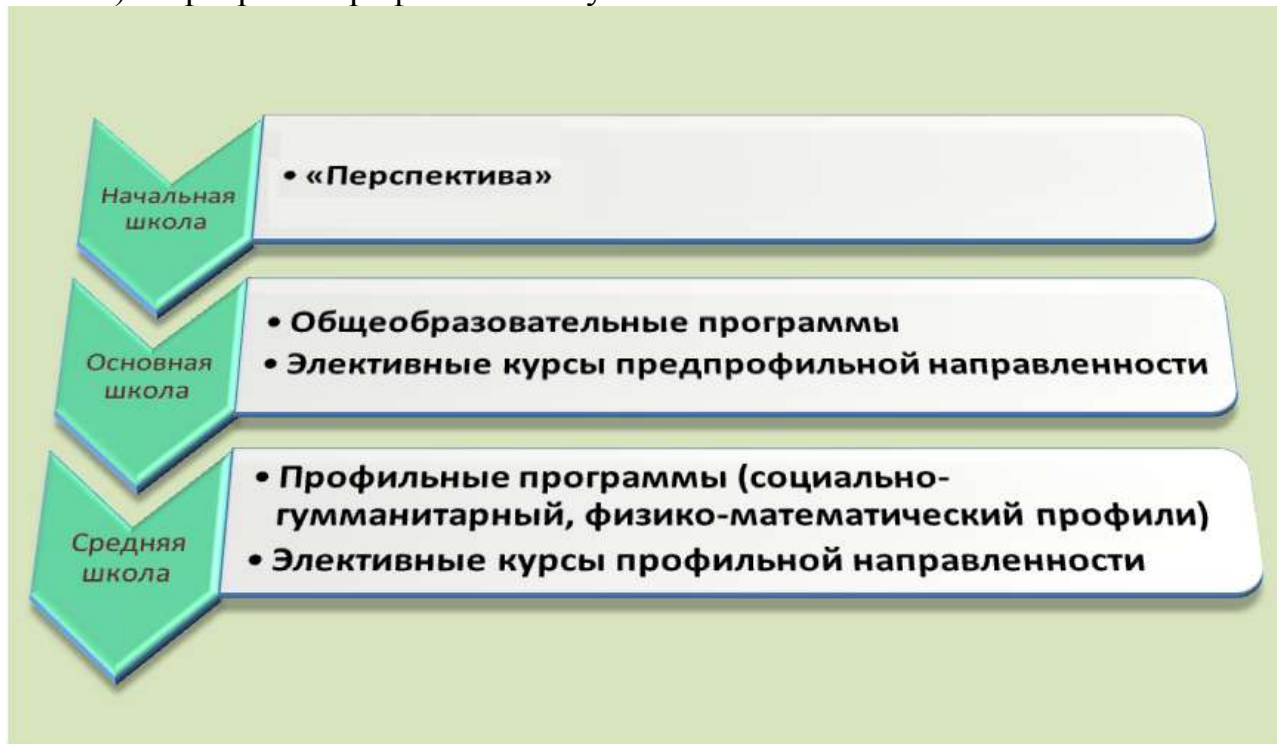 Начальная
школа
• «Перспектива»
Основная
школа
• Общеобразовательные программы
• Элективные курсы предпрофильной направленности
Средняя
школа
• Профильные программы (социально-
гумманитарный, физико-математический профили)
• Элективные курсы профильной направленности